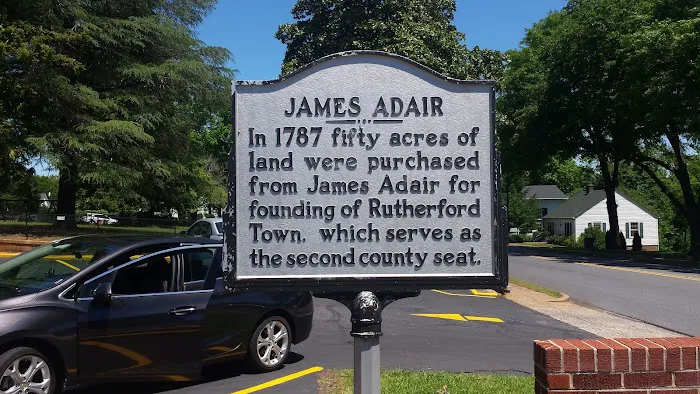 JAMES ADAIR
In 1787 fifty acres of
land were purchased
from James Adair for
founding of Rutherford
Town, which serves as
the second county seat.